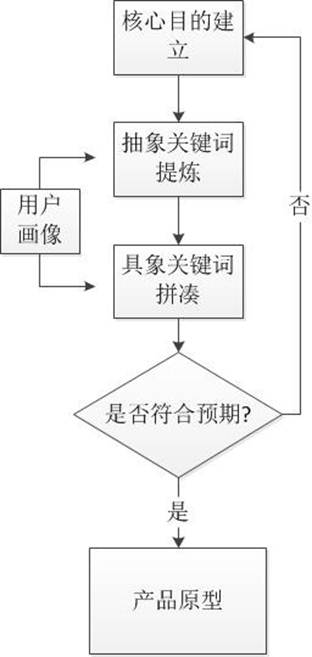 核心目的建
立
抽象关键词
提炼
否
用户
画像
具象关键词
拼凑
是否符合预期?
是
产品原型